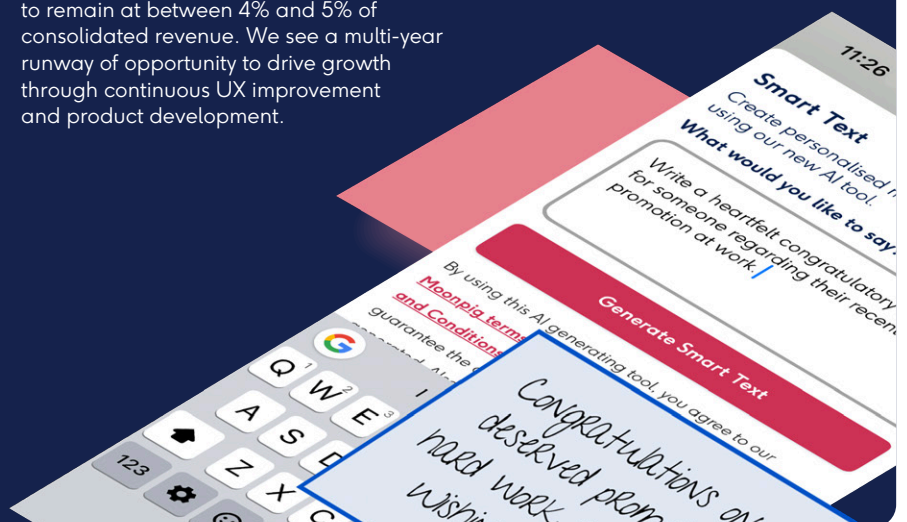 to remain at between 4% and 5% of
consolidated revenue. We see a multi-year
runway of opportunity to drive growth
through continuous UX improvement
and product development.
11:26
Smart Text
Create personalised
using our new AI tool.
What would you like to say?
Write a heartfelt congratulatory
for someone regarding their recent
promotion at work.
Generate Smart Text
By using this AI generating tool, you agree to our
Moonpig terms
and Conditions
guarantee the
G
I
Q 1
W 2
E 3
A
S
D
Z
X
C
123
Congratulations on
deserved
hard work